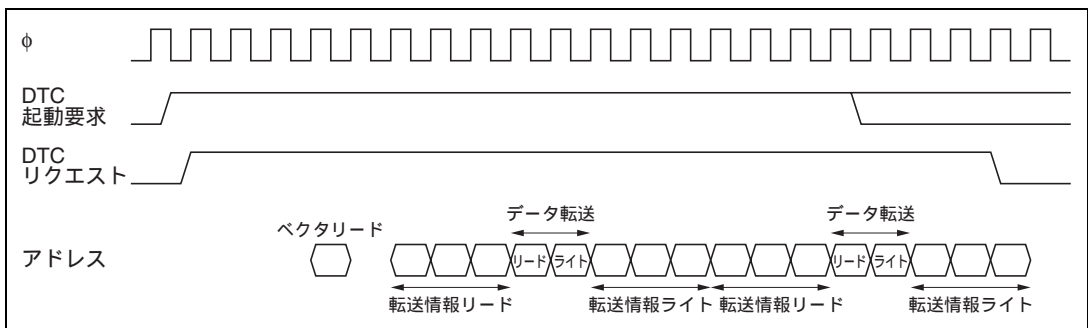 φ
DTC
起動要求
DTC
リクエスト
データ転送
データ転送
ベクタリード
アドレス
リード
ライト
リード
ライト
転送情報リード
転送情報ライト
転送情報リード
転送情報ライト